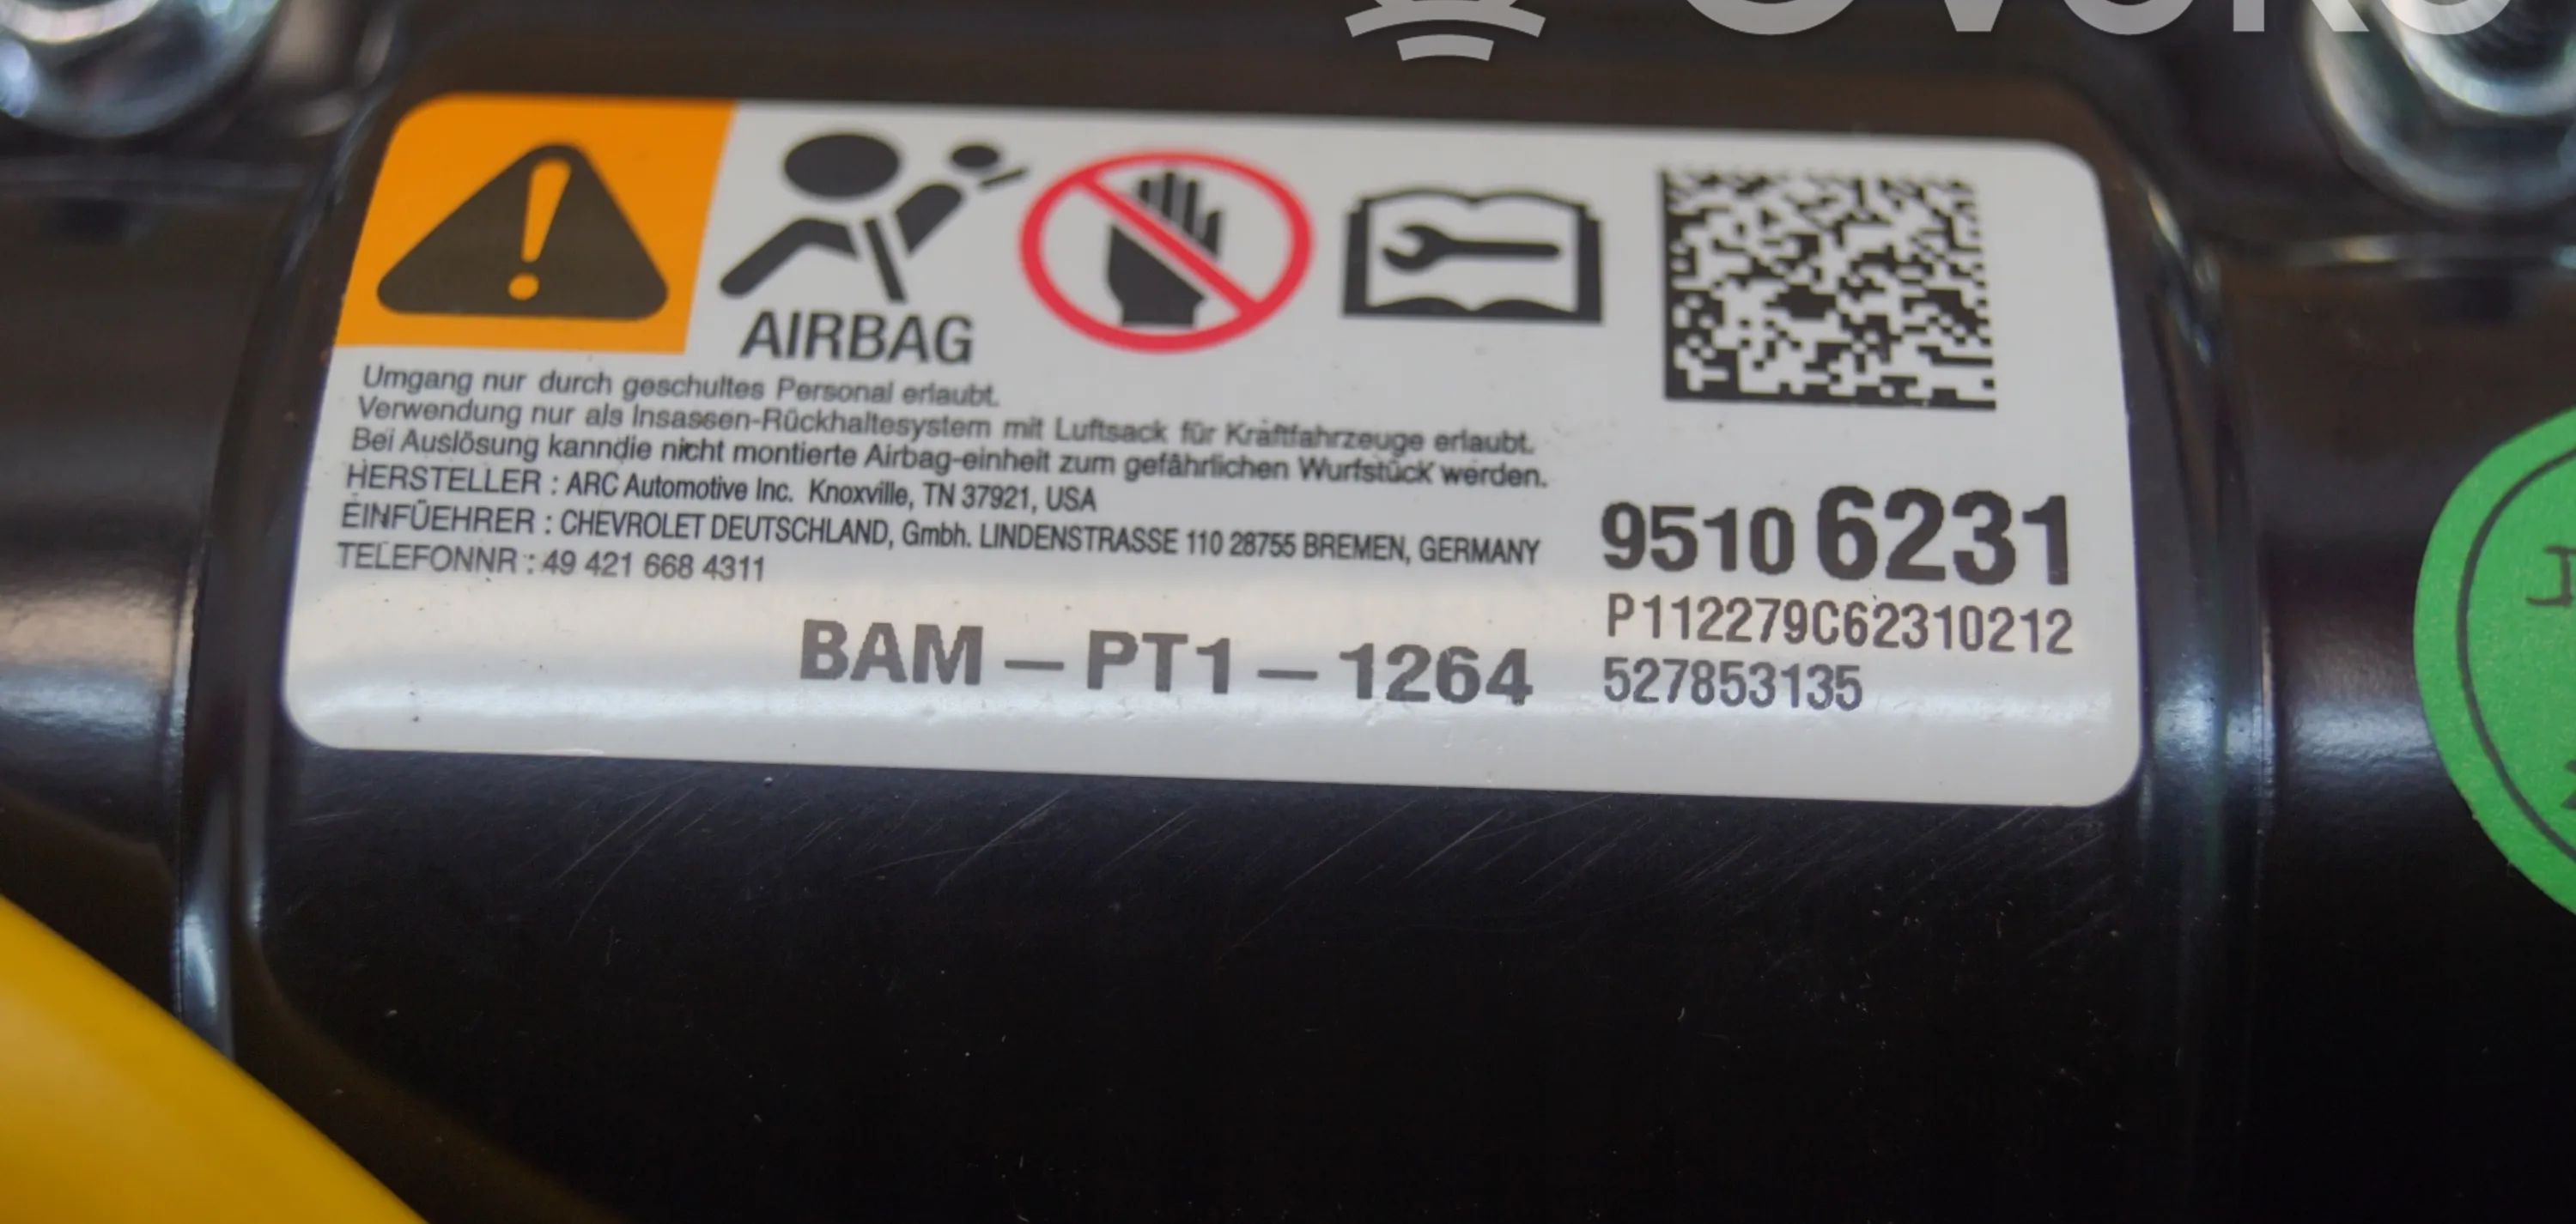 AIRBAG
Umgang nur durch geschultes Personal erlaubt.
Verwendung nur als Insassen-Rückhaltesystem mit Luftsack für Kraftfahrzeuge erlaubt.
Bei Auslösung kanndie nicht montierte Airbag-einheit zum gefährlichen Wurfstück werden.
HERSTELLER : ARC Automotive Inc. Knoxville, TN 37921, USA
EINFÜEHRER : CHEVROLET DEUTSCHLAND, Gmbh. LINDENSTRASSE 110 28755 BREMEN, GERMANY
TELEFONNR : 49 421 668 4311
95106231
P112279C62310212
BAM – PT1 – 1264
527853135